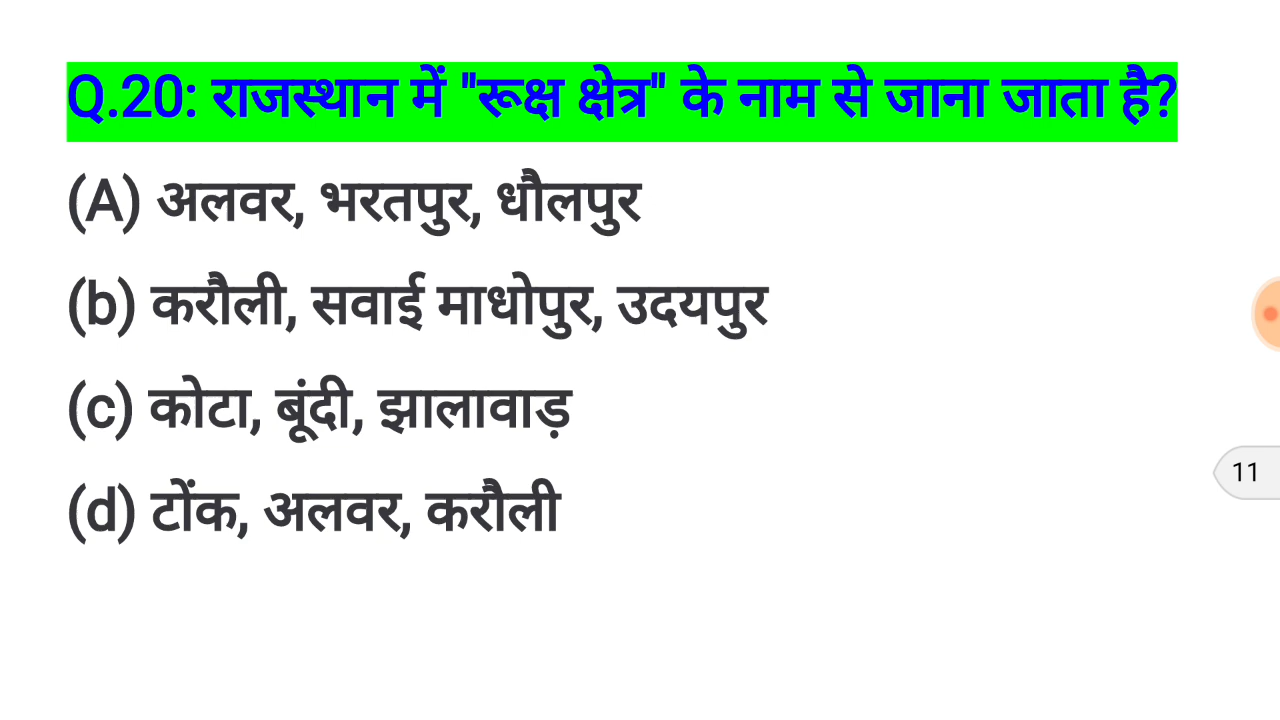 Q.20: राजस्थान में "रूक्ष क्षेत्र" के नाम से जाना जाता है?
(A) अलवर, भरतपुर, धौलपुर
(b) करौली, सवाई माधोपुर, उदयपुर
(c) कोटा, बूंदी, झालावाड़
11
(d) टोंक, अलवर, करौली